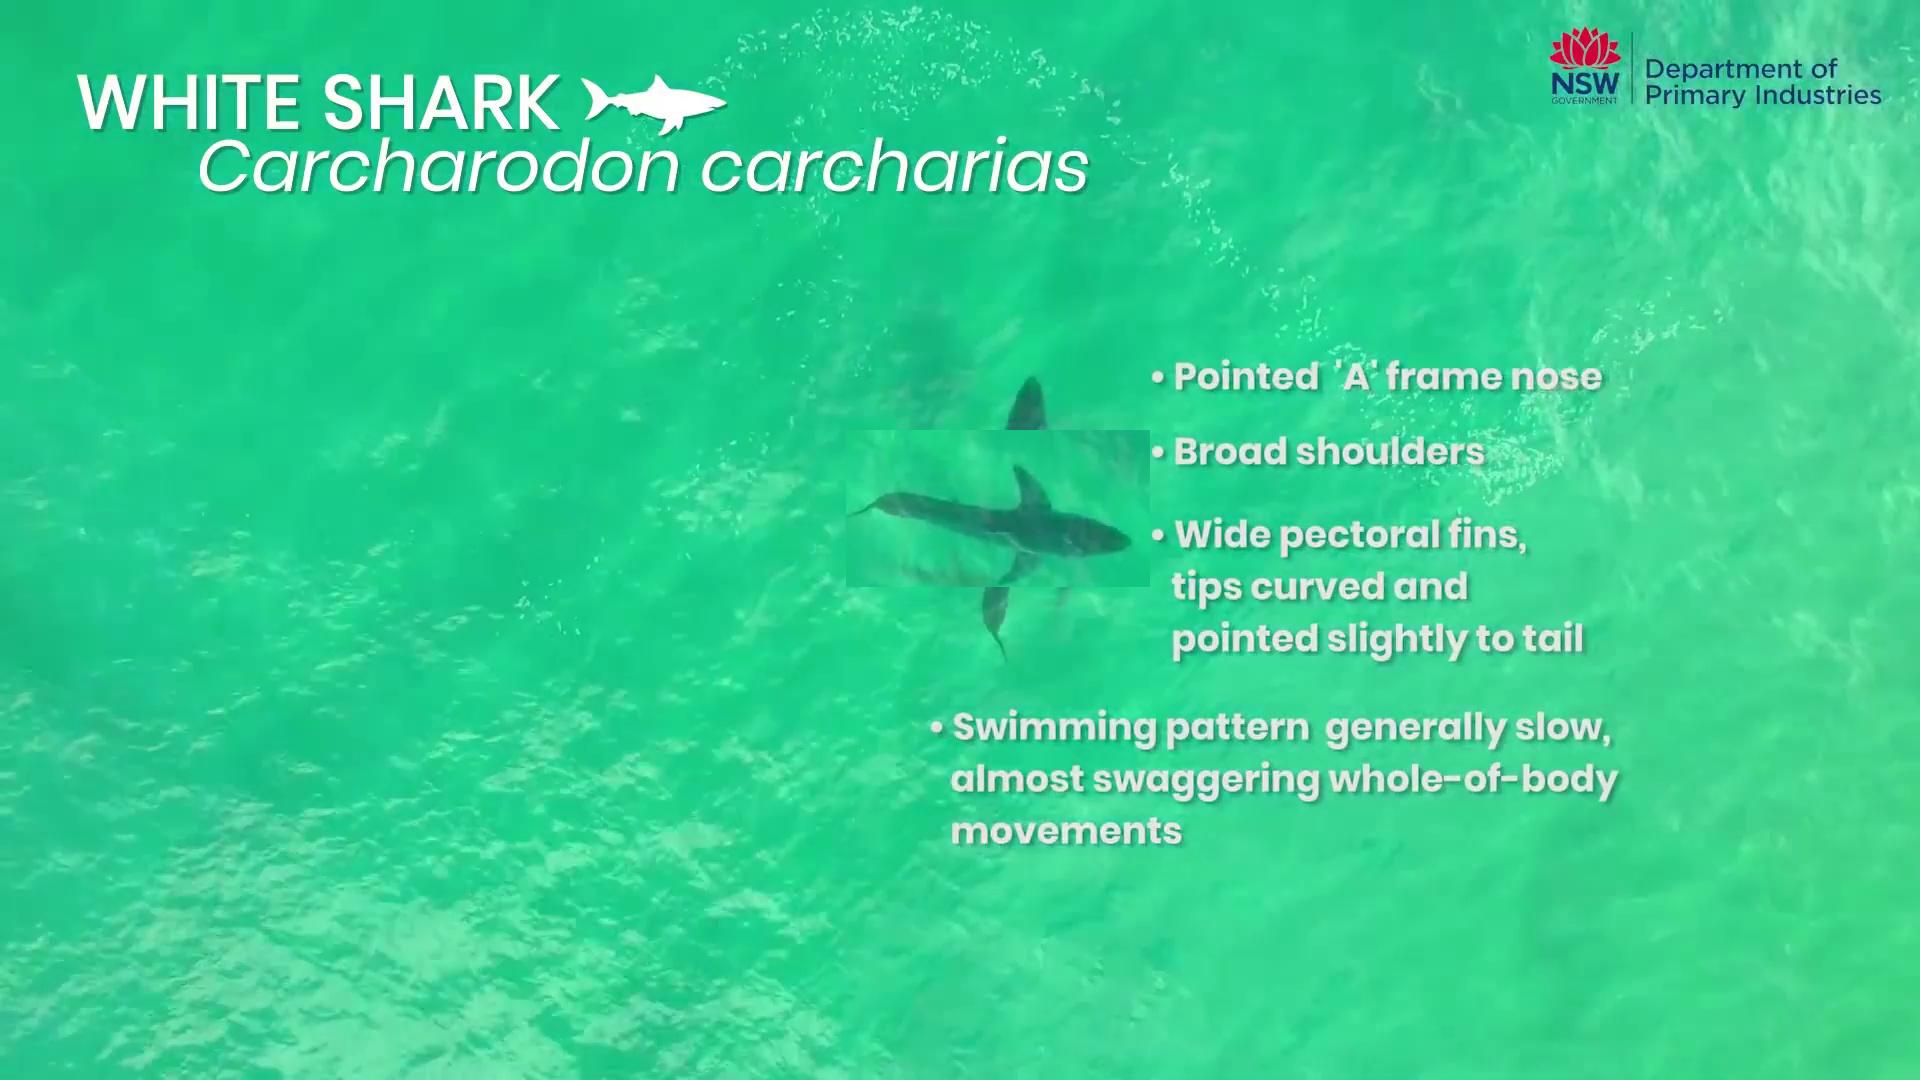 WHITE SHARK
Carcharodon carcharias
NSW
GOVERNMENT
Department of
Primary Industries
• Pointed 'A' frame nose
• Broad shoulders
• Wide pectoral fins,
tips curved and
pointed slightly to tail
• Swimming pattern generally slow,
almost swaggering whole-of-body
movements